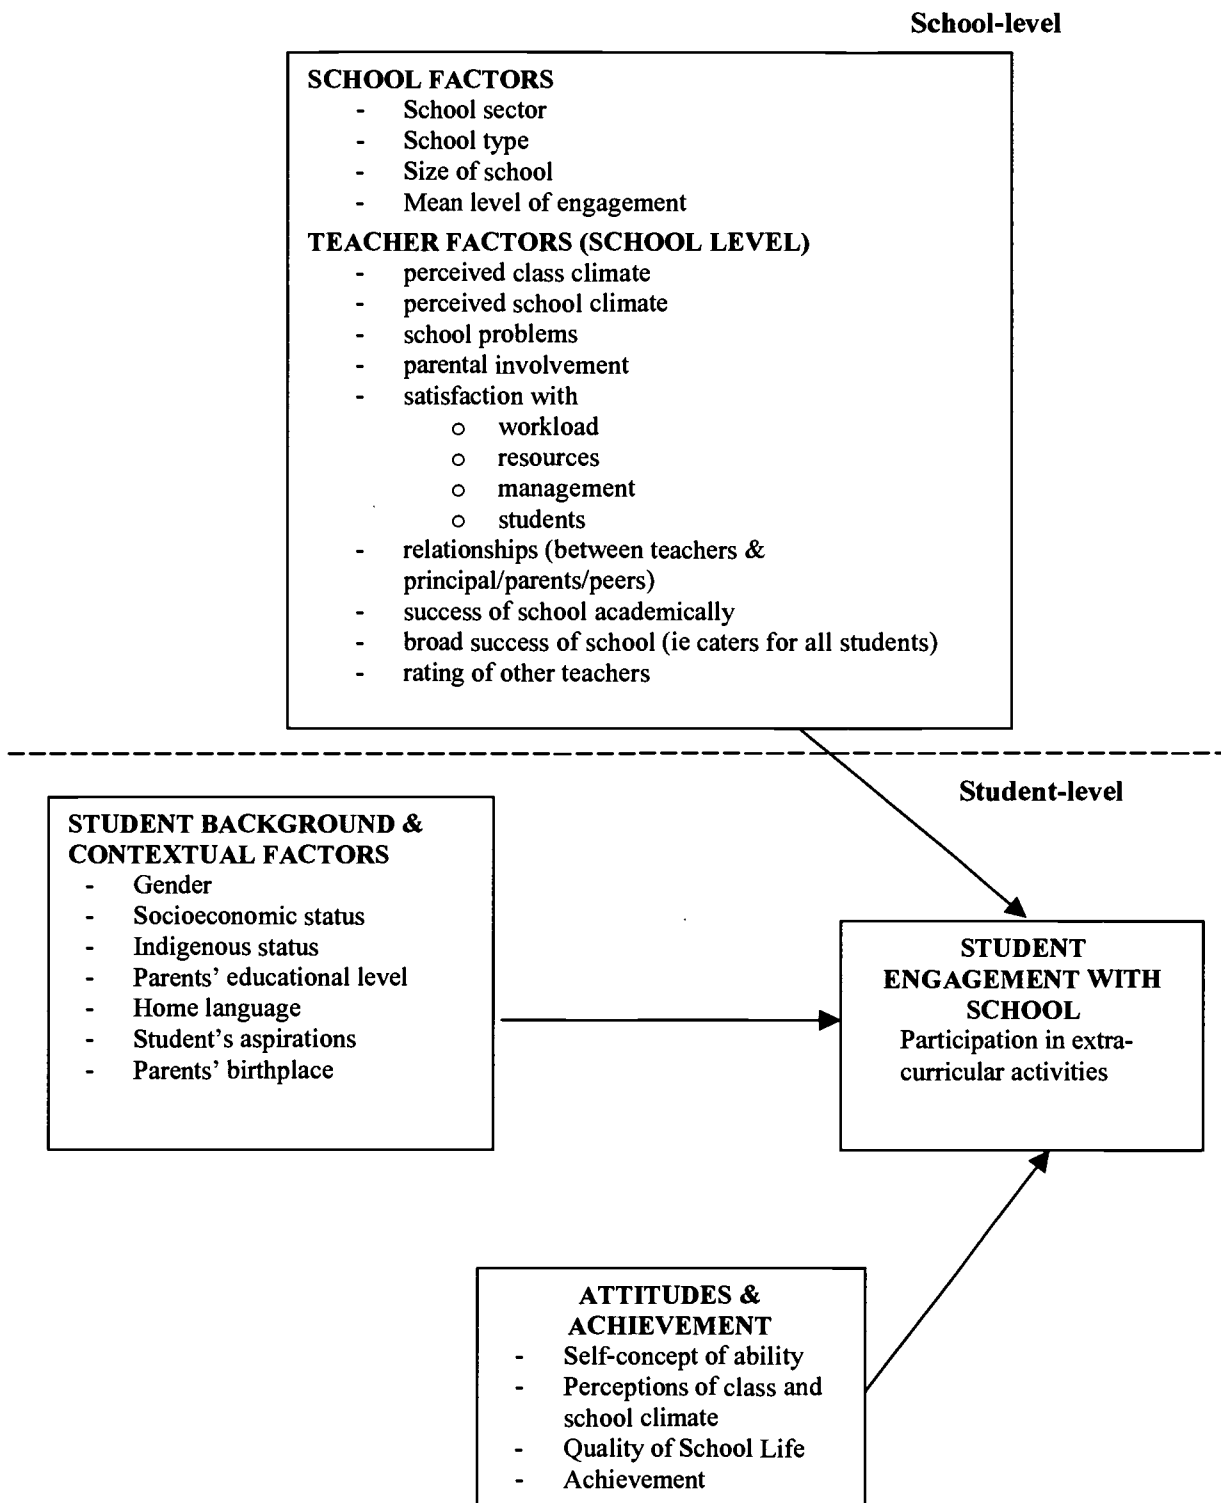 School-level
SCHOOL FACTORS
- School sector
- School type
- Size of school
- Mean level of engagement
TEACHER FACTORS (SCHOOL LEVEL)
- perceived class climate
- perceived school climate
- school problems
- parental involvement
- satisfaction with
o workload
o resources
o management
o students
- relationships (between teachers &
principal/parents/peers)
- success of school academically
- broad success of school (ie caters for all students)
- rating of other teachers
Student-level
STUDENT BACKGROUND &
CONTEXTUAL FACTORS
- Gender
- Socioeconomic status
- Indigenous status
- Parents’ educational level
- Home language
- Student’s aspirations
- Parents’ birthplace
STUDENT
ENGAGEMENT WITH
SCHOOL
Participation in extra-
curricular activities
ATTITUDES &
ACHIEVEMENT
- Self-concept of ability
- Perceptions of class and
school climate
- Quality of School Life
- Achievement